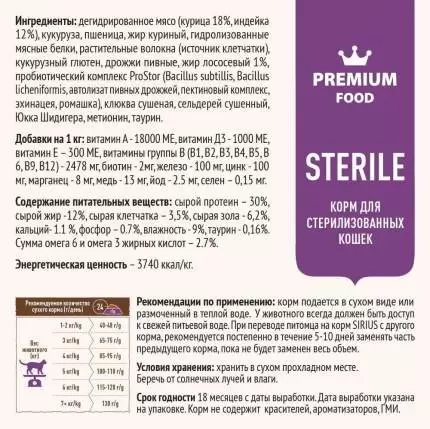 Ингредиенты: дегидрированное мясо (курица 18%, индейка
12%), кукуруза, пшеница, жир куриный, гидролизованные
мясные белки, растительные волокна (источник клетчатки),
кукурузный глютен, дрожжи пивные, жир лососевый 1%,
пробиотический комплекс ProStor (Bacillus subtillis, Bacillus
licheniformis, автолизат пивных дрожжей, пектиновый комплекс,
эхинацея, ромашка), клюква сушеная, сельдерей сушенный,
Юкка Шидигера, метионин, таурин.
Добавки на 1 кг: витамин А - 18000 МЕ, витамин Д3 - 1000 МЕ,
витамин Е – 300 МЕ, витамины группы В (В1,В2,В3,В4,В5,В
6,В9,В12) - 2478 мг, биотин - 2мг, железо - 100 мг, цинк - 100
мг, марганец - 8 мг, медь - 13 мг, йод - 2.5 мг, селен – 0,15 мг.
Содержание питательных веществ: сырой протеин – 30%,
сырой жир -12%, сырая клетчатка – 3,5%, сырая зола - 6,2%,
кальций- 1.1 %, фосфор – 0.7%, влажность – 9%, таурин -0,16%.
Сумма омега 6 и омега 3 жирных кислот – 2.7%.
Энергетическая ценность – 3740 ккал/кг.
PREMIUM
FOOD
STERILE
КОРМ ДЛЯ
СТЕРИЛИЗОВАННЫХ
КОШЕК
Рекомендуемое количество
сухого корма (г/день)
24
Вес
животного
(кг)
1-2 кг/kg 40-48 г/g
3 кг/kg 65-75 г/g
4 кг/kg 85-95 г/g
5 кг/kg 100-110 г/g
6 кг/kg 115-120 г/g
7+ кг/kg 130 г/g
Рекомендации по применению: корм подается в сухом виде или
размоченный в теплой воде. У животного всегда должен быть доступ
к свежей питьевой воде. При переводе питомца на корм SIRIUS с другого
корма, рекомендуется постепенно в течение 5-10 дней заменять часть
предыдущего корма, пока не будет заменен весь объем.
Условия хранения: хранить в сухом прохладном месте.
Беречь от солнечных лучей и влаги.
Срок годности 18 месяцев с даты выработки. Дата выработки указана
на упаковке. Корм не содержит красителей, ароматизаторов, ГМИ.